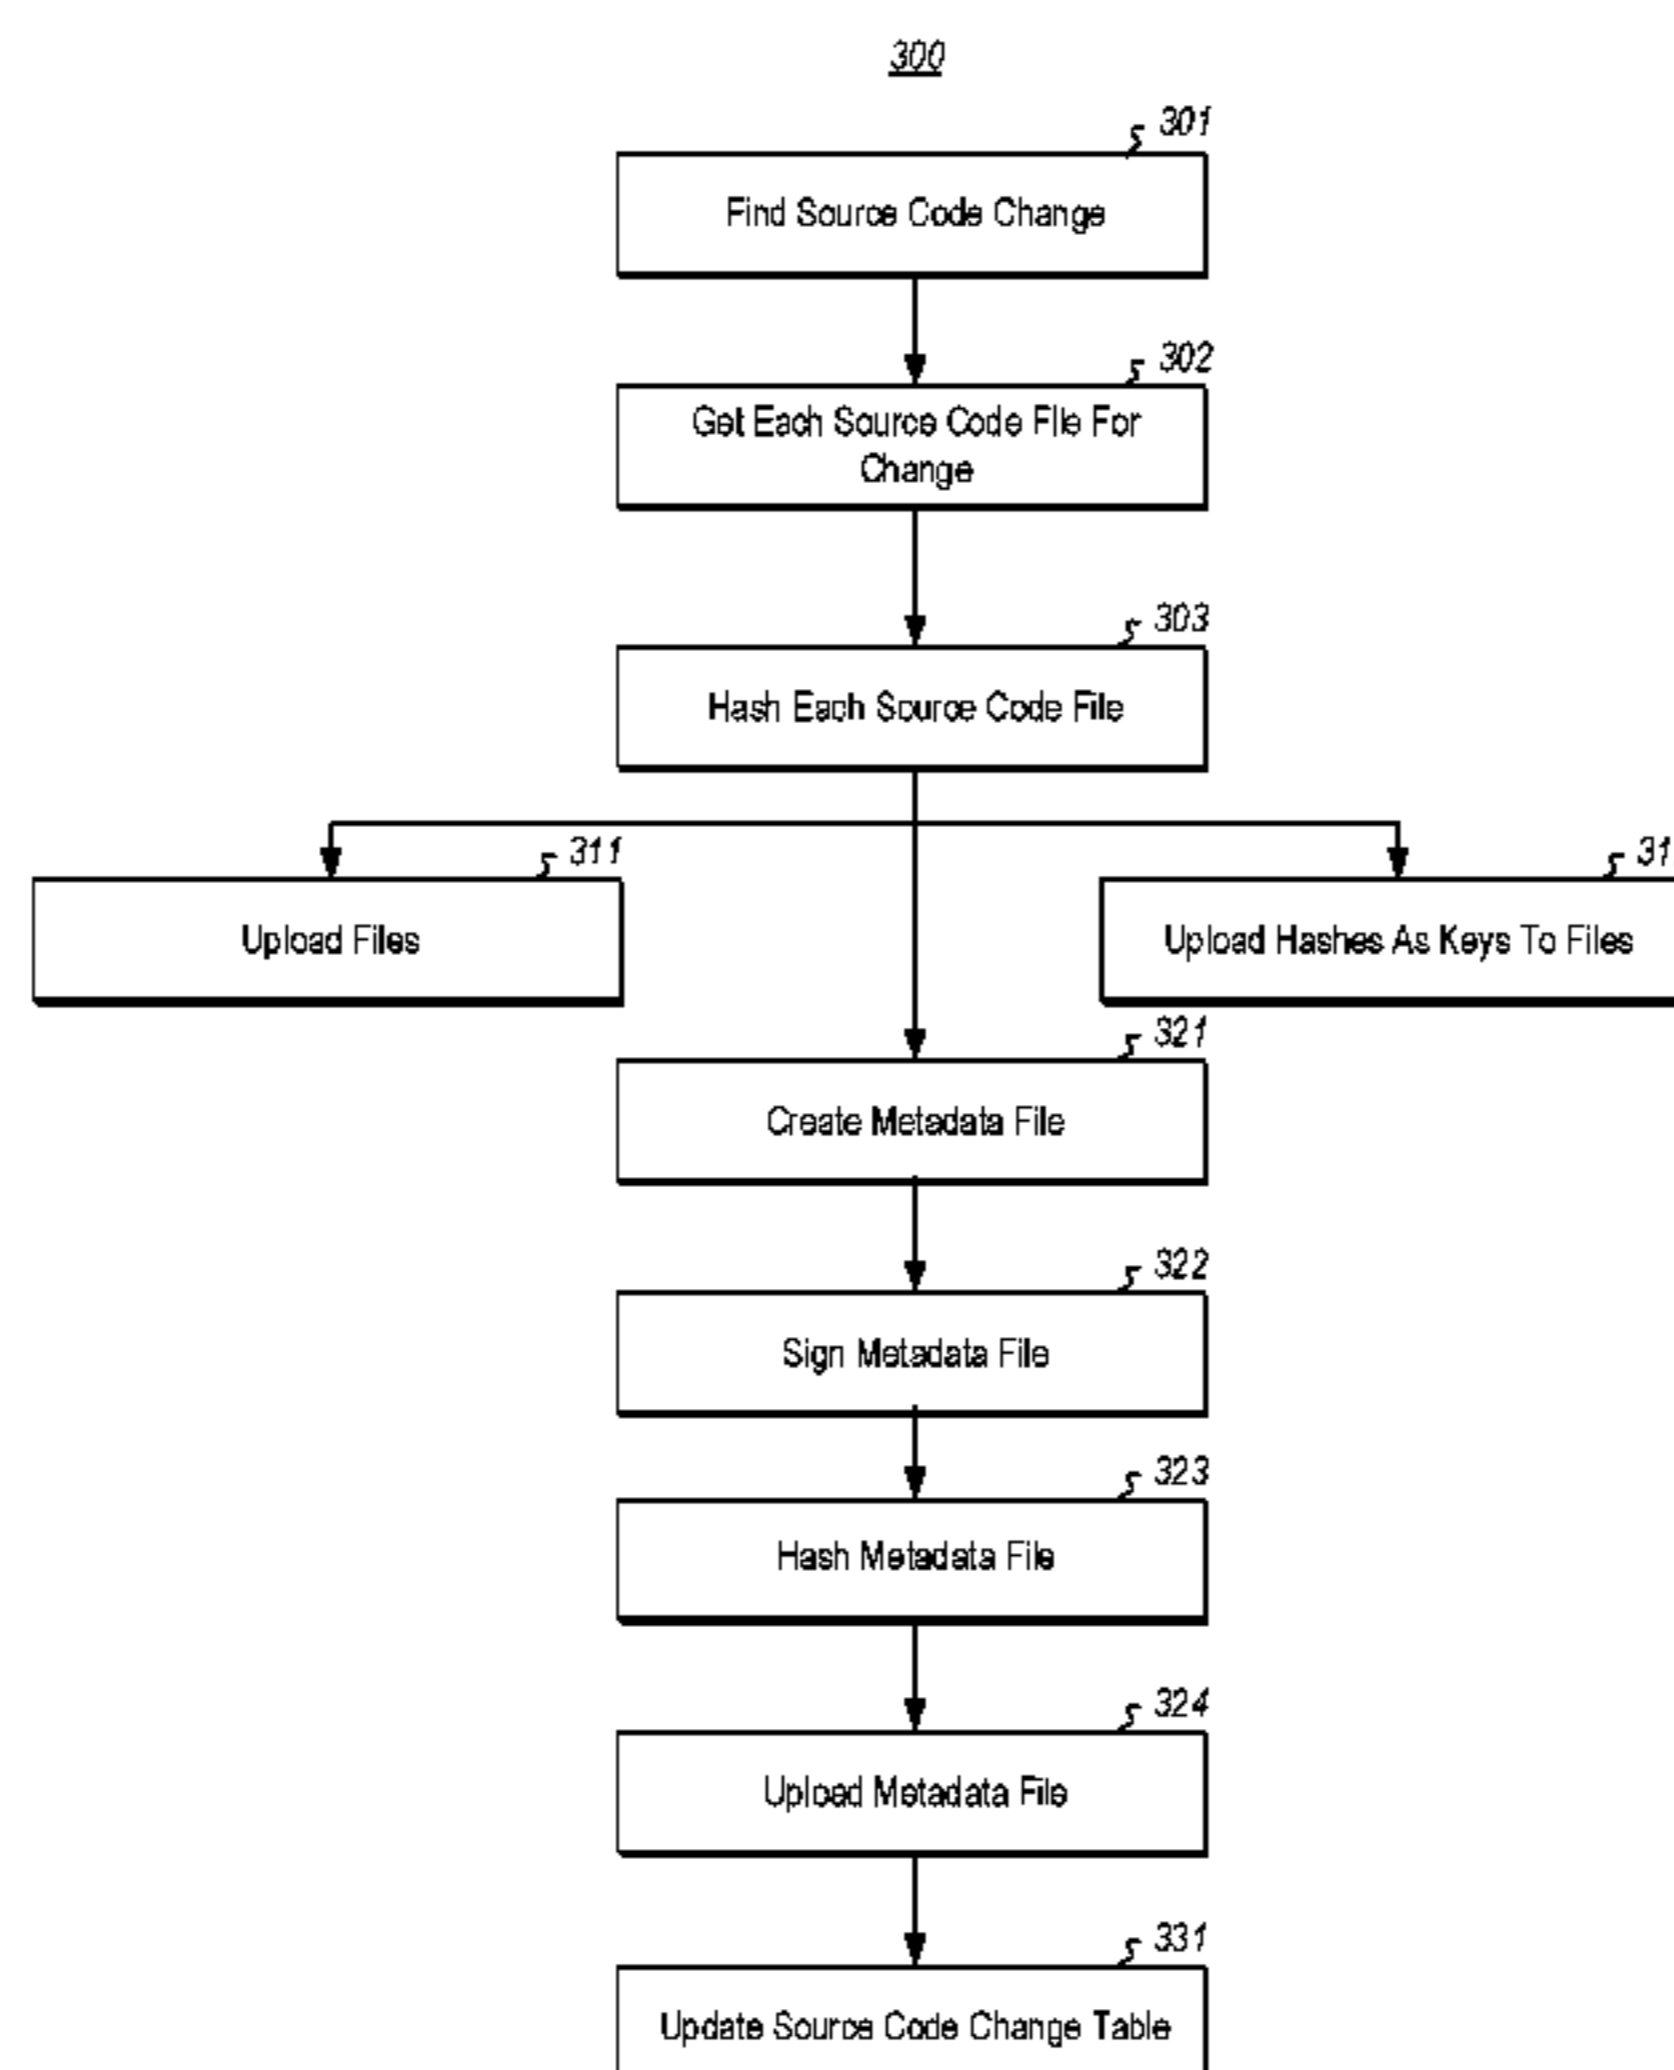 300
301
Find Source Code Change
302
Get Each Source Code File For
Change
303
Hash Each Source Code File
311
Upload Files
31
Upload Hashes As Keys To Files
321
Create Metadata File
322
Sign Metadata File
323
Hash Metadata File
324
Upload Metadata File
331
Update Source Code Change Table